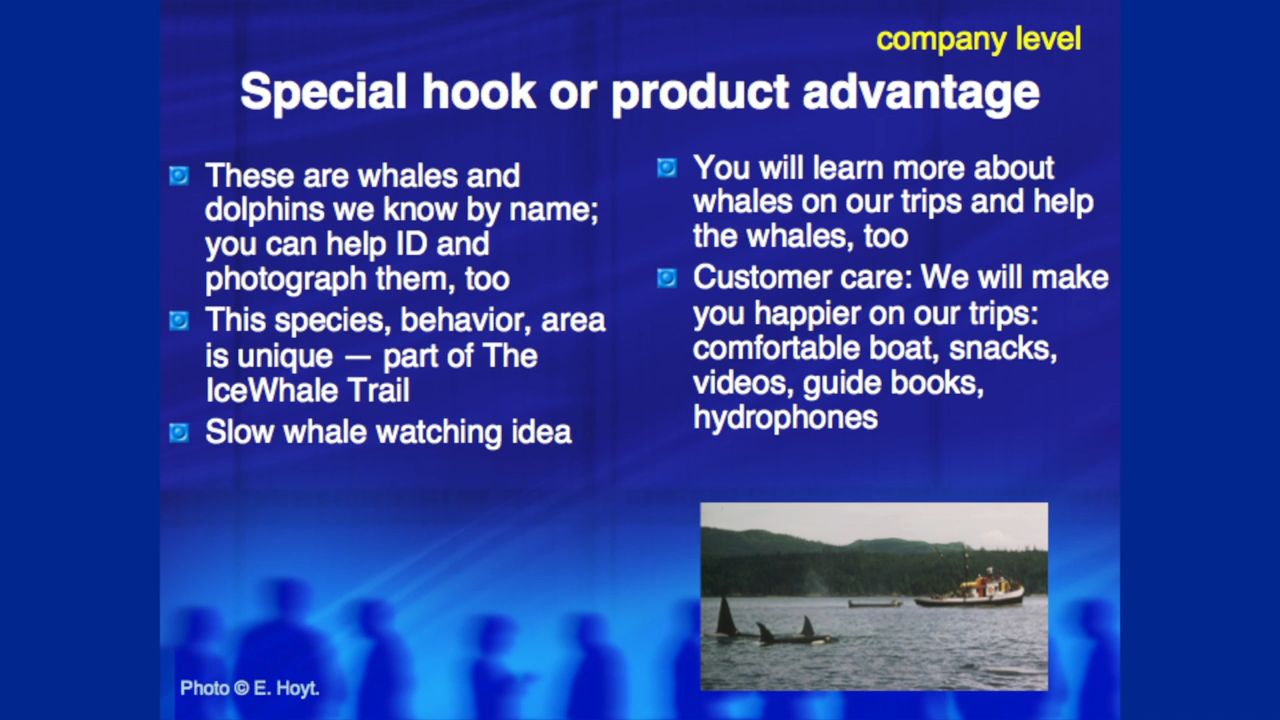 company level
Special hook or product advantage
These are whales and
dolphins we know by name;
you can help ID and
photograph them, too
This species, behavior, area
is unique — part of The
IceWhale Trail
Slow whale watching idea
You will learn more about
whales on our trips and help
the whales, too
Customer care: We will make
you happier on our trips:
comfortable boat, snacks,
videos, guide books,
hydrophones
Photo © E. Hoyt.